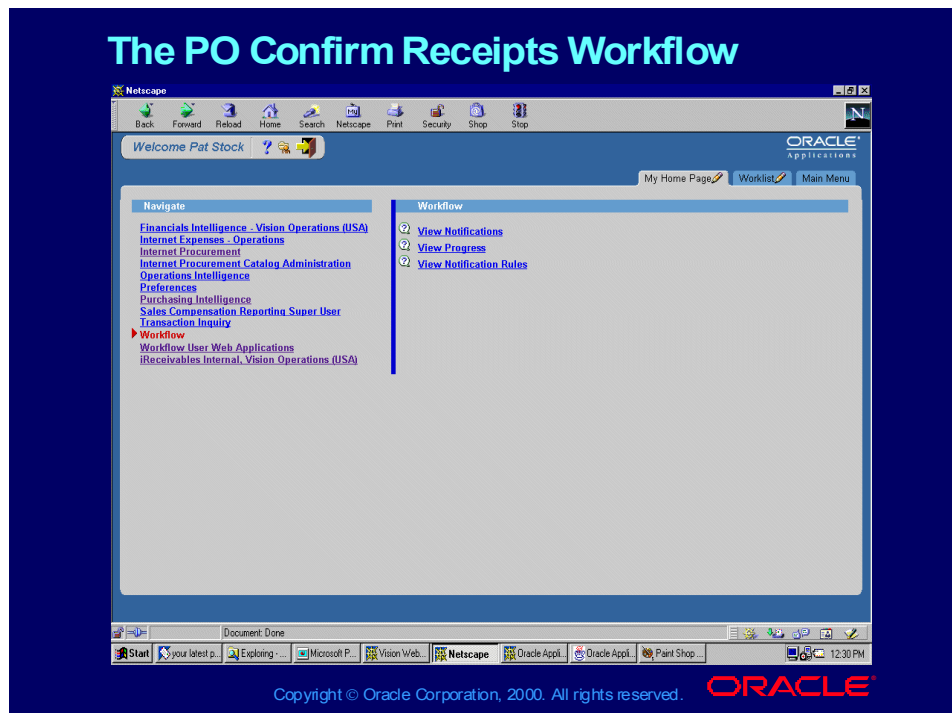 The PO Confirm Receipts Workflow
Netscape
Back Forward Reload Home Search Netscape Print Security Shop Stop
My
N
Welcome Pat Stock
ORACLE
Applications
My Home Page Worklist Main Menu
Navigate
Workflow
Financials Intelligence - Vision Operations (USA)
Internet Expenses - Operations
Internet Procurement
Internet Procurement Catalog Administration
Operations Intelligence
Preferences
Purchasing Intelligence
Sales Compensation Reporting Super User
Transaction Inquiry
Workflow
Workflow User Web Applications
iReceivables Internal, Vision Operations (USA)
View Notifications
View Progress
View Notification Rules
Document: Done
Start your latest p... Exploring - ... Microsoft P... Vision Web... Netscape Oracle Appli... Oracle Appli... Paint Shop ... 12:30 PM
Copyright © Oracle Corporation, 2000. All rights reserved.
ORACLE®